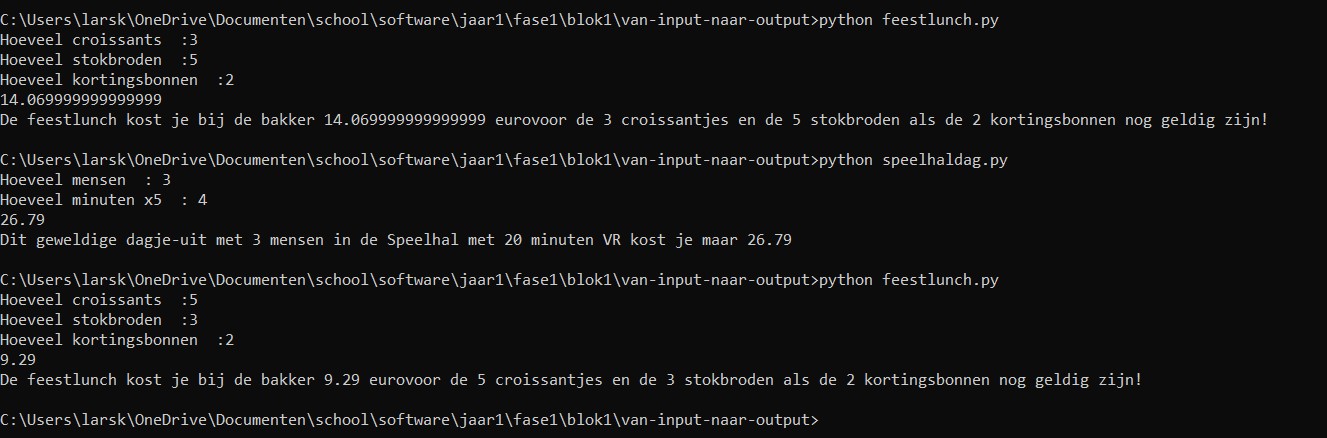 C:\Users\larsk\OneDrive\Documenten\school\software\jaar1\fase1\blok1\van-input-naar-output>python feestlunch.py
Hoeveel croissants  :3
Hoeveel stokbroden  :5
Hoeveel kortingsbonnen  :2
14.069999999999999
De feestlunch kost je bij de bakker 14.069999999999999 eurovoor de 3 croissantjes en de 5 stokbroden als de 2 kortingsbonnen nog geldig zijn!
C:\Users\larsk\OneDrive\Documenten\school\software\jaar1\fase1\blok1\van-input-naar-output>python speelhaldag.py
Hoeveel mensen  : 3
Hoeveel minuten x5  : 4
26.79
Dit geweldige dagje-uit met 3 mensen in de Speelhal met 20 minuten VR kost je maar 26.79
C:\Users\larsk\OneDrive\Documenten\school\software\jaar1\fase1\blok1\van-input-naar-output>python feestlunch.py
Hoeveel croissants  :5
Hoeveel stokbroden  :3
Hoeveel kortingsbonnen  :2
9.29
De feestlunch kost je bij de bakker 9.29 eurovoor de 5 croissantjes en de 3 stokbroden als de 2 kortingsbonnen nog geldig zijn!
C:\Users\larsk\OneDrive\Documenten\school\software\jaar1\fase1\blok1\van-input-naar-output>